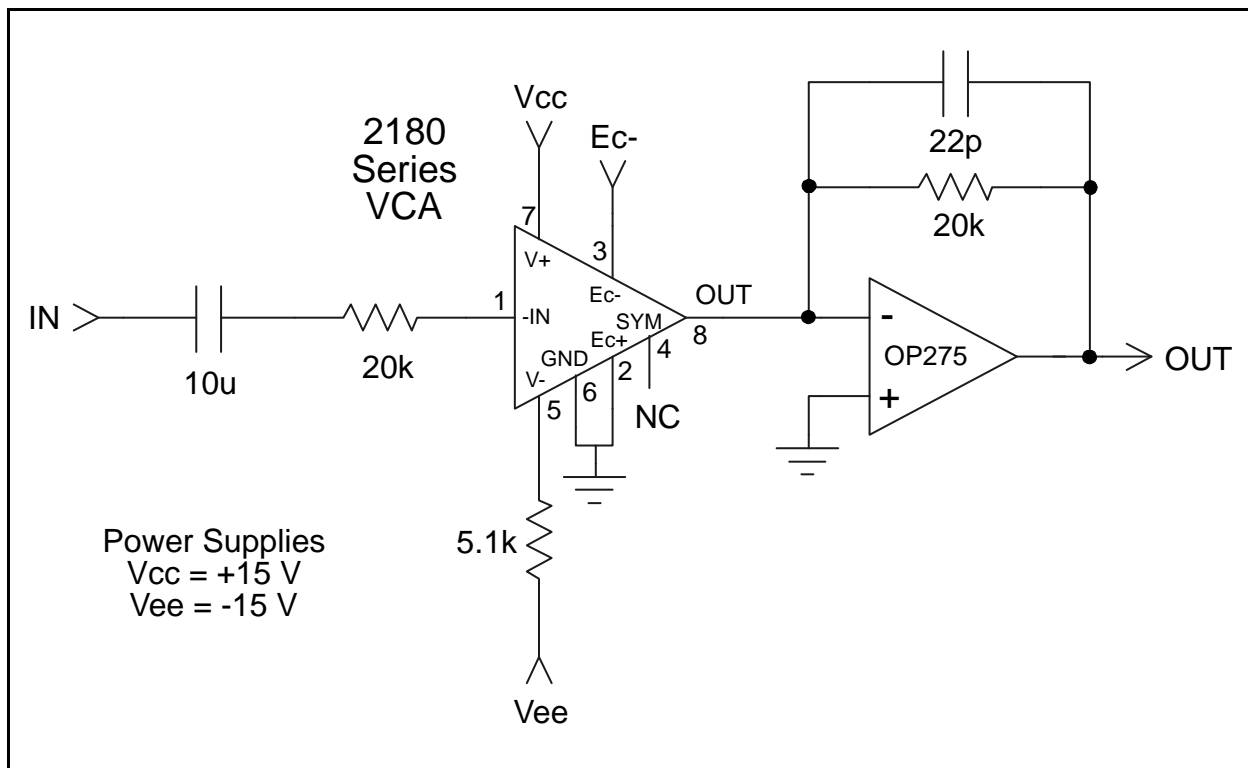 Vcc
2180
Series
VCA
Ec-
22p
20k
7
3
V+
Ec-
IN
10u
20k
1
-IN
SYM
OUT
8
Ec+
4
GND
2
V-
6
5
NC
-
OP275
+
OUT
5.1k
Power Supplies
Vcc = +15 V
Vee = -15 V
Vee